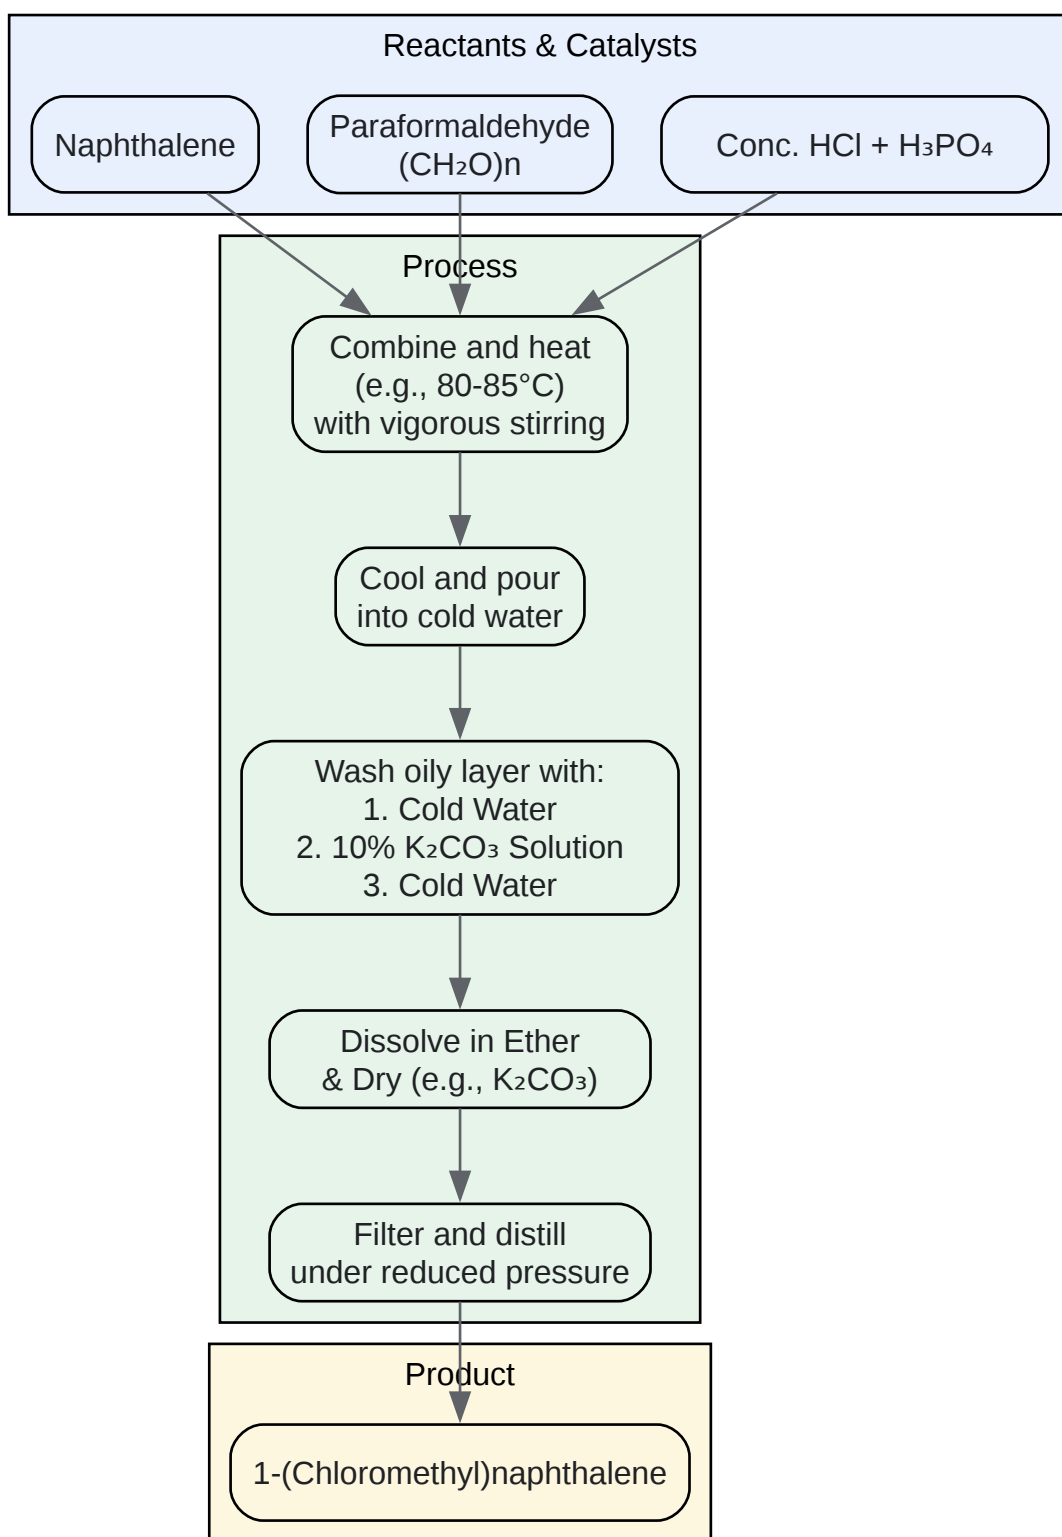 Reactants & Catalysts
Naphthalene
Paraformaldehyde
(CH₂O)n
Conc. HCl + H₃PO₄
Process
Combine and heat
(e.g., 80-85°C)
with vigorous stirring
Cool and pour
into cold water
Wash oily layer with:
1. Cold Water
2. 10% K₂CO₃ Solution
3. Cold Water
Dissolve in Ether
& Dry (e.g., K₂CO₃)
Filter and distill
under reduced pressure
Product
1-(Chloromethyl)naphthalene